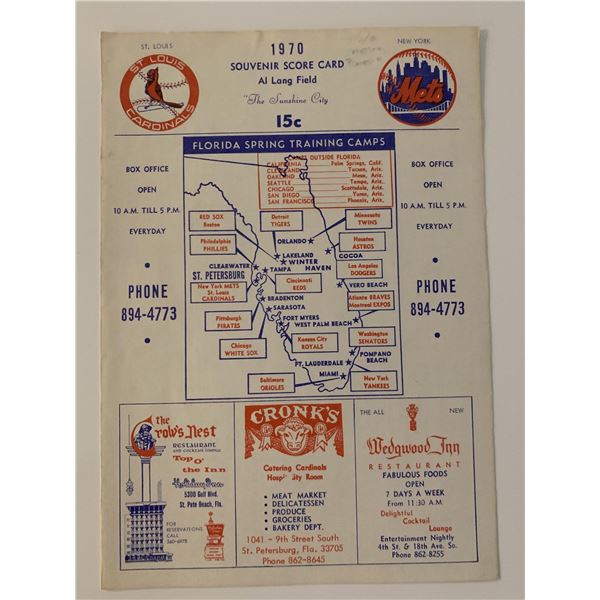 ST. LOUIS
ST. LOUIS
CARDINALS
1970
SOUVENIR SCORE CARD
Al Lang Field
"The Sunshine City
15c
NEW YORK
Mets
BOX OFFICE
OPEN
10 A.M. TILL 5 P.M.
EVERYDAY
PHONE
894-4773
FLORIDA SPRING TRAINING CAMPS
OUTSIDE FLORIDA
CALIFORNIA Palm Springs, Calif.
CLEVELAND Tucson, Ariz.
OAKLAND Mesa, Ariz.
SEATTLE Tempe, Ariz.
CHICAGO Scottsdale, Ariz.
SAN DIEGO Yuma, Ariz.
SAN FRANCISCO Phoenix, Ariz.
RED SOX
Boston
Detroit
TIGERS
Minnesota
TWINS
Philadelphia
PHILLIES
ORLANDO
Houston
ASTROS
LAKELAND
COCOA
WINTER
HAVEN
CLEARWATER
TAMPA
Los Angeles
DODGERS
ST. PETERSBURG
New York METS
St. Louis
CARDINALS
Cincinnati
REDS
VERO BEACH
BRADENTON
Atlanta BRAVES
Montreal EXPOS
SARASOTA
Pittsburgh
PIRATES
FORT MYERS
WEST PALM BEACH
Chicago
WHITE SOX
Kansas City
ROYALS
Washington
SENATORS
POMPANO
BEACH
FT. LAUDERDALE
Baltimore
ORIOLES
MIAMI
New York
YANKEES
BOX OFFICE
OPEN
10 A.M. TILL 5 P.M.
EVERYDAY
PHONE
894-4773
the
Crow's Nest
RESTAURANT
AND COCKTAIL LOUNGE
Top O'
the Inn
Holiday Inn
5300 Gulf Blvd.
St. Pete Beach, Fla.
FOR
RESERVATIONS
CALL
360-6978
CRONK'S
Catering Cardinals
Hospitality Room
• MEAT MARKET
• DELICATESSEN
• PRODUCE
• GROCERIES
• BAKERY DEPT.
1041 - 9th Street South
St. Petersburg, Fla. 33705
Phone 862-8645
THE ALL NEW
Wedgwood Inn
RESTAURANT
FABULOUS FOODS
OPEN
7 DAYS A WEEK
From 11:30 A.M.
Delightful
Cocktail
Lounge
Entertainment Nightly
4th St. & 18th Ave. So.
Phone 862-8255